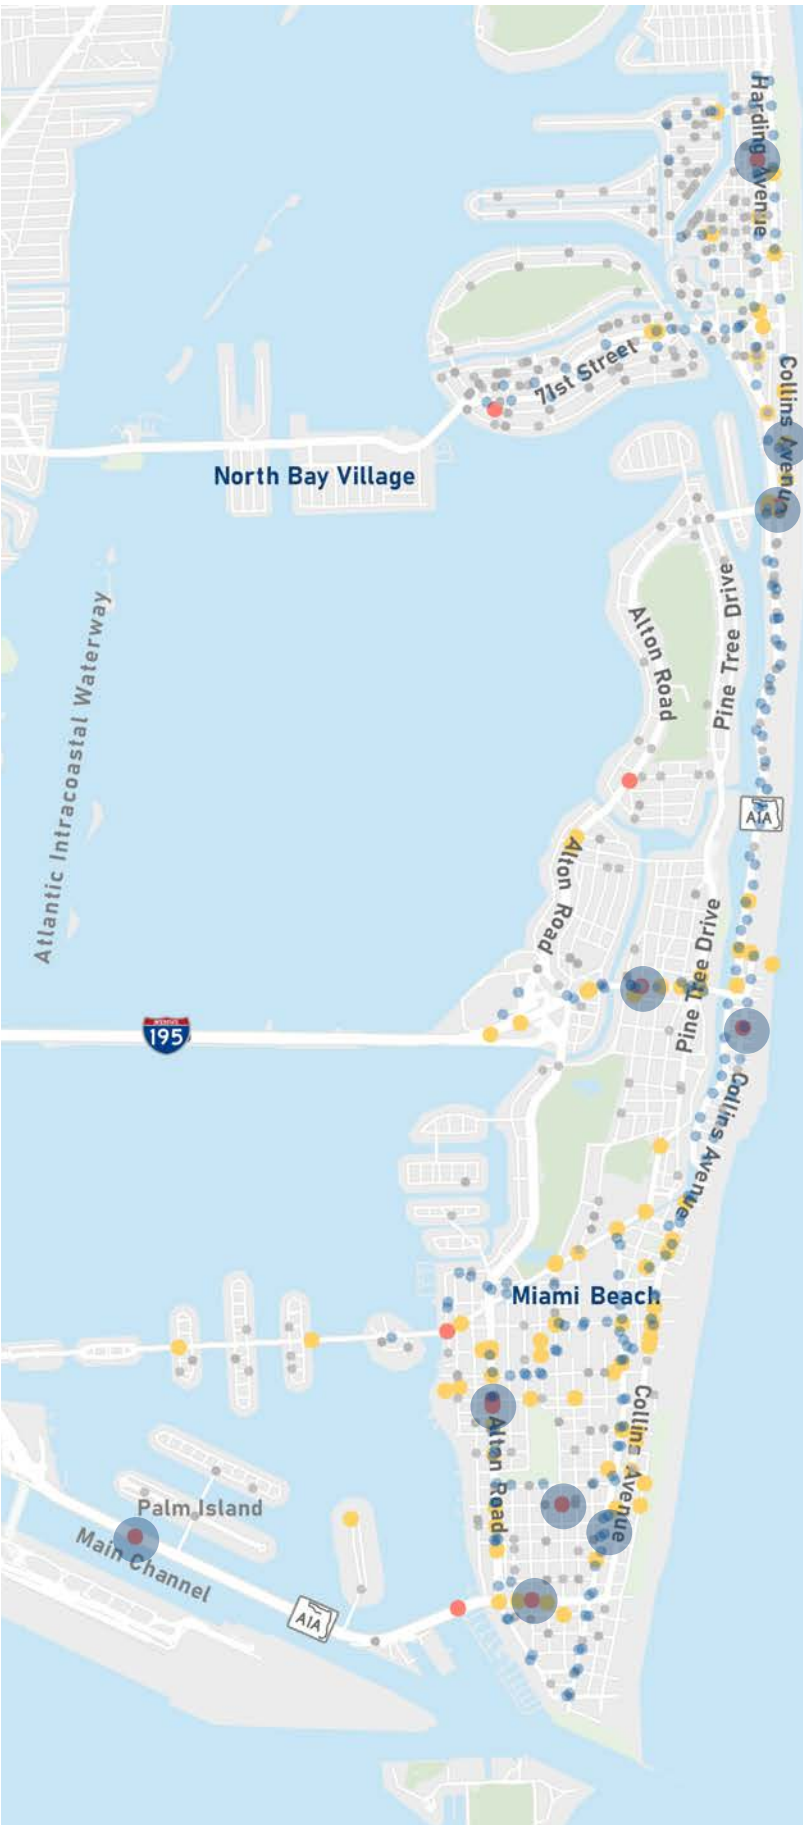 Harding Avenue
71st Street
Collins Avenue
North Bay Village
Pine Tree Drive
Alton Road
Atlantic Intracoastal Waterway
A1A
Alton Road
Pine Tree Drive
195
Collins Avenue
Miami Beach
Collins Avenue
Alton Road
Palm Island
Main Channel
A1A